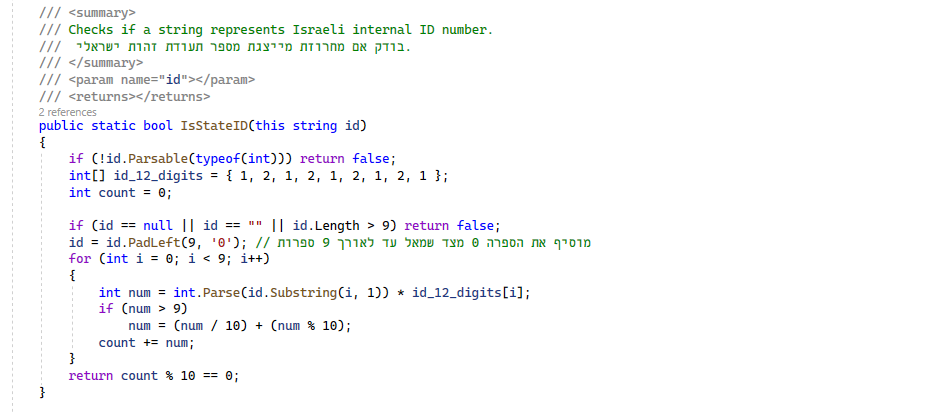 /// <summary>
/// Checks if a string represents Israeli internal ID number.
/// בודק אם מחרוזת מייצגת מספר תעודת זהות ישראלי.
/// </summary>
/// <param name="id"></param>
/// <returns></returns>
2 references
public static bool IsStateID(this string id)
{
if (!id.Parsable(typeof(int))) return false;
int[] id_12_digits = { 1, 2, 1, 2, 1, 2, 1, 2, 1 };
int count = 0;
if (id == null || id == "" || id.Length > 9) return false;
id = id.PadLeft(9, '0'); // מוסיף את הספרה 0 מצד שמאל עד לאורך 9 ספרות
for (int i = 0; i < 9; i++)
{
int num = int.Parse(id.Substring(i, 1)) * id_12_digits[i];
if (num > 9)
num = (num / 10) + (num % 10);
count += num;
}
return count % 10 == 0;
}